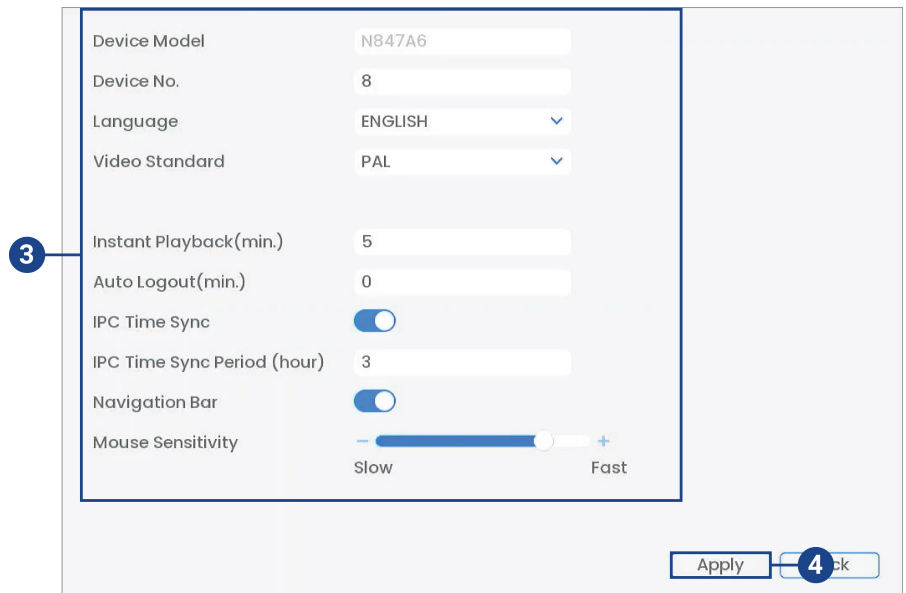 Device Model N847A6
Device No. 8
Language ENGLISH
Video Standard PAL
Instant Playback(min.) 5
Auto Logout(min.) 0
3
IPC Time Sync
IPC Time Sync Period (hour) 3
Navigation Bar
Mouse Sensitivity − +
Slow Fast
Apply 4 ck